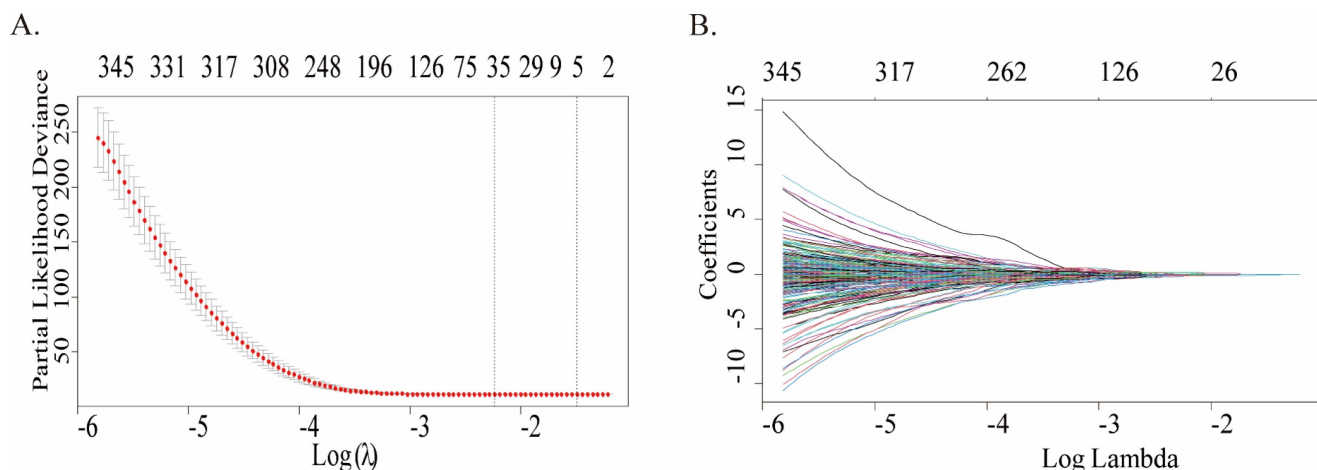 A.
345 331 317 308 248 196 126 75 35 29 9 5 2
Partial Likelihood Deviance
250
200
150
100
50
-6 -5 -4 -3 -2 -1
Log(λ)
B.
345 317 262 126 26
Coefficients
15
10
5
0
-5
-10
-6 -5 -4 -3 -2
Log Lambda